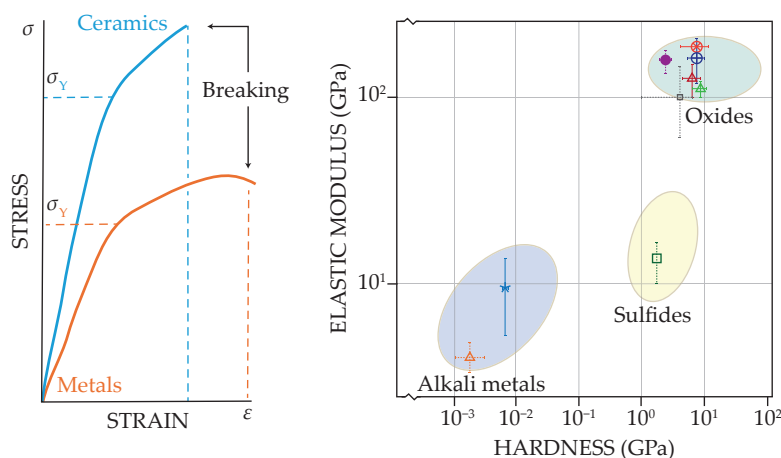 σ
Ceramics
σY
Breaking
σY
STRESS
Metals
STRAIN
ε
ELASTIC MODULUS (GPa)
10²
10¹
Oxides
Sulfides
Alkali metals
10⁻³ 10⁻² 10⁻¹ 10⁰ 10¹ 10²
HARDNESS (GPa)